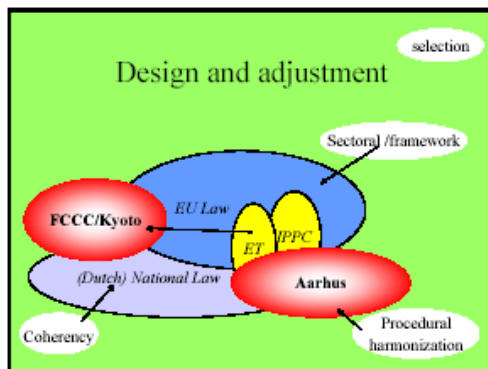 selection
Design and adjustment
Sectoral /framework
EU Law
FCCC/Kyoto
IPPC
ET
(Dutch) National Law
Aarhus
Coherency
Procedural
harmonization